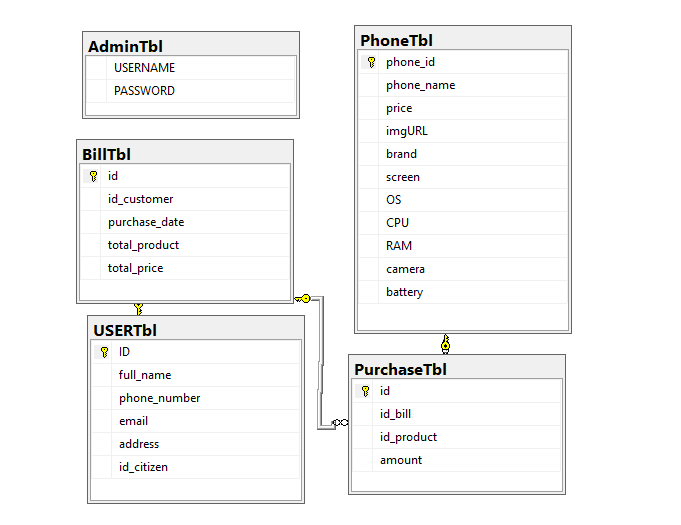 AdminTbl
USERNAME
PASSWORD
BillTbl
id
id_customer
purchase_date
total_product
total_price
USERTbl
ID
full_name
phone_number
email
address
id_citizen
PhoneTbl
phone_id
phone_name
price
imgURL
brand
screen
OS
CPU
RAM
camera
battery
PurchaseTbl
id
id_bill
id_product
amount